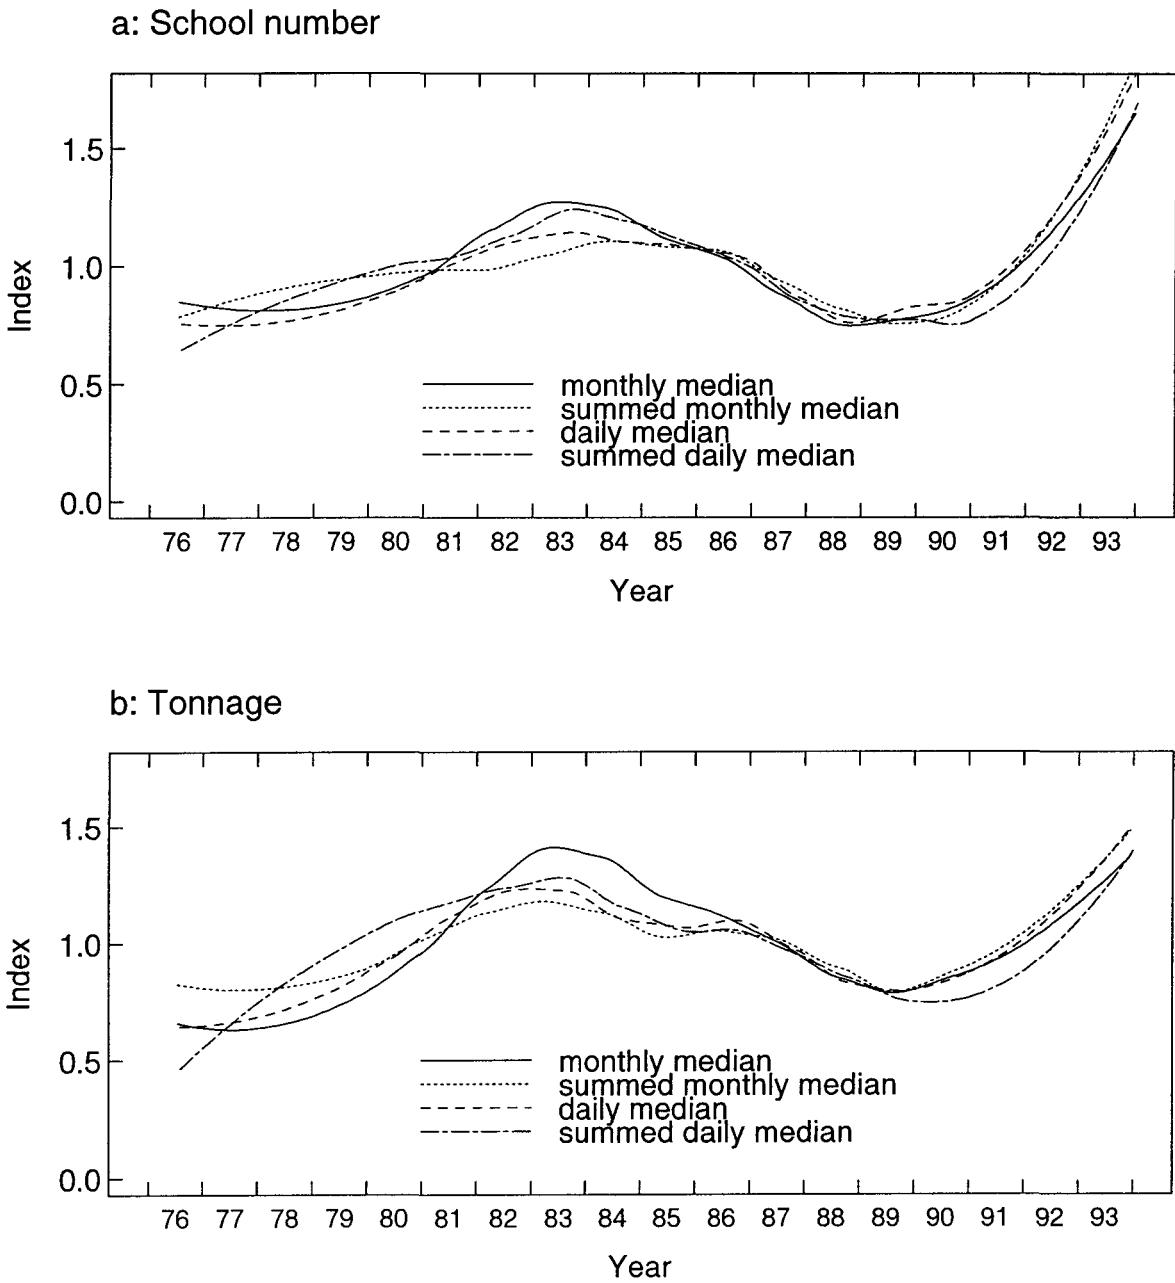 a: School number
1.5
1.0
0.5
0.0
Index
monthly median
summed monthly median
daily median
summed daily median
76 77 78 79 80 81 82 83 84 85 86 87 88 89 90 91 92 93
Year
b: Tonnage
1.5
1.0
0.5
0.0
Index
monthly median
summed monthly median
daily median
summed daily median
76 77 78 79 80 81 82 83 84 85 86 87 88 89 90 91 92 93
Year